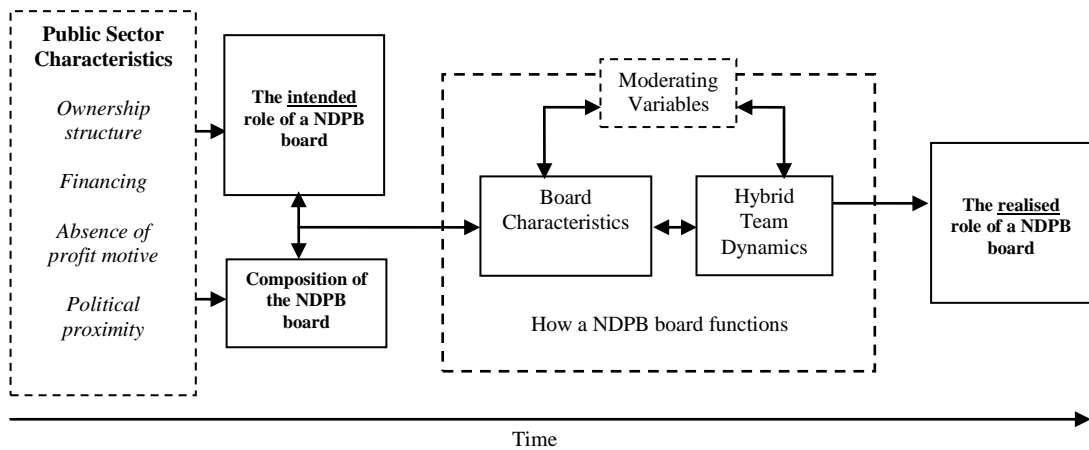 Public Sector
Characteristics
Ownership
structure
Financing
Absence of
profit motive
Political
proximity
The intended
role of a NDPB
board
Composition of
the NDPB
board
Moderating
Variables
Board
Characteristics
Hybrid
Team
Dynamics
How a NDPB board functions
The realised
role of a NDPB
board
Time